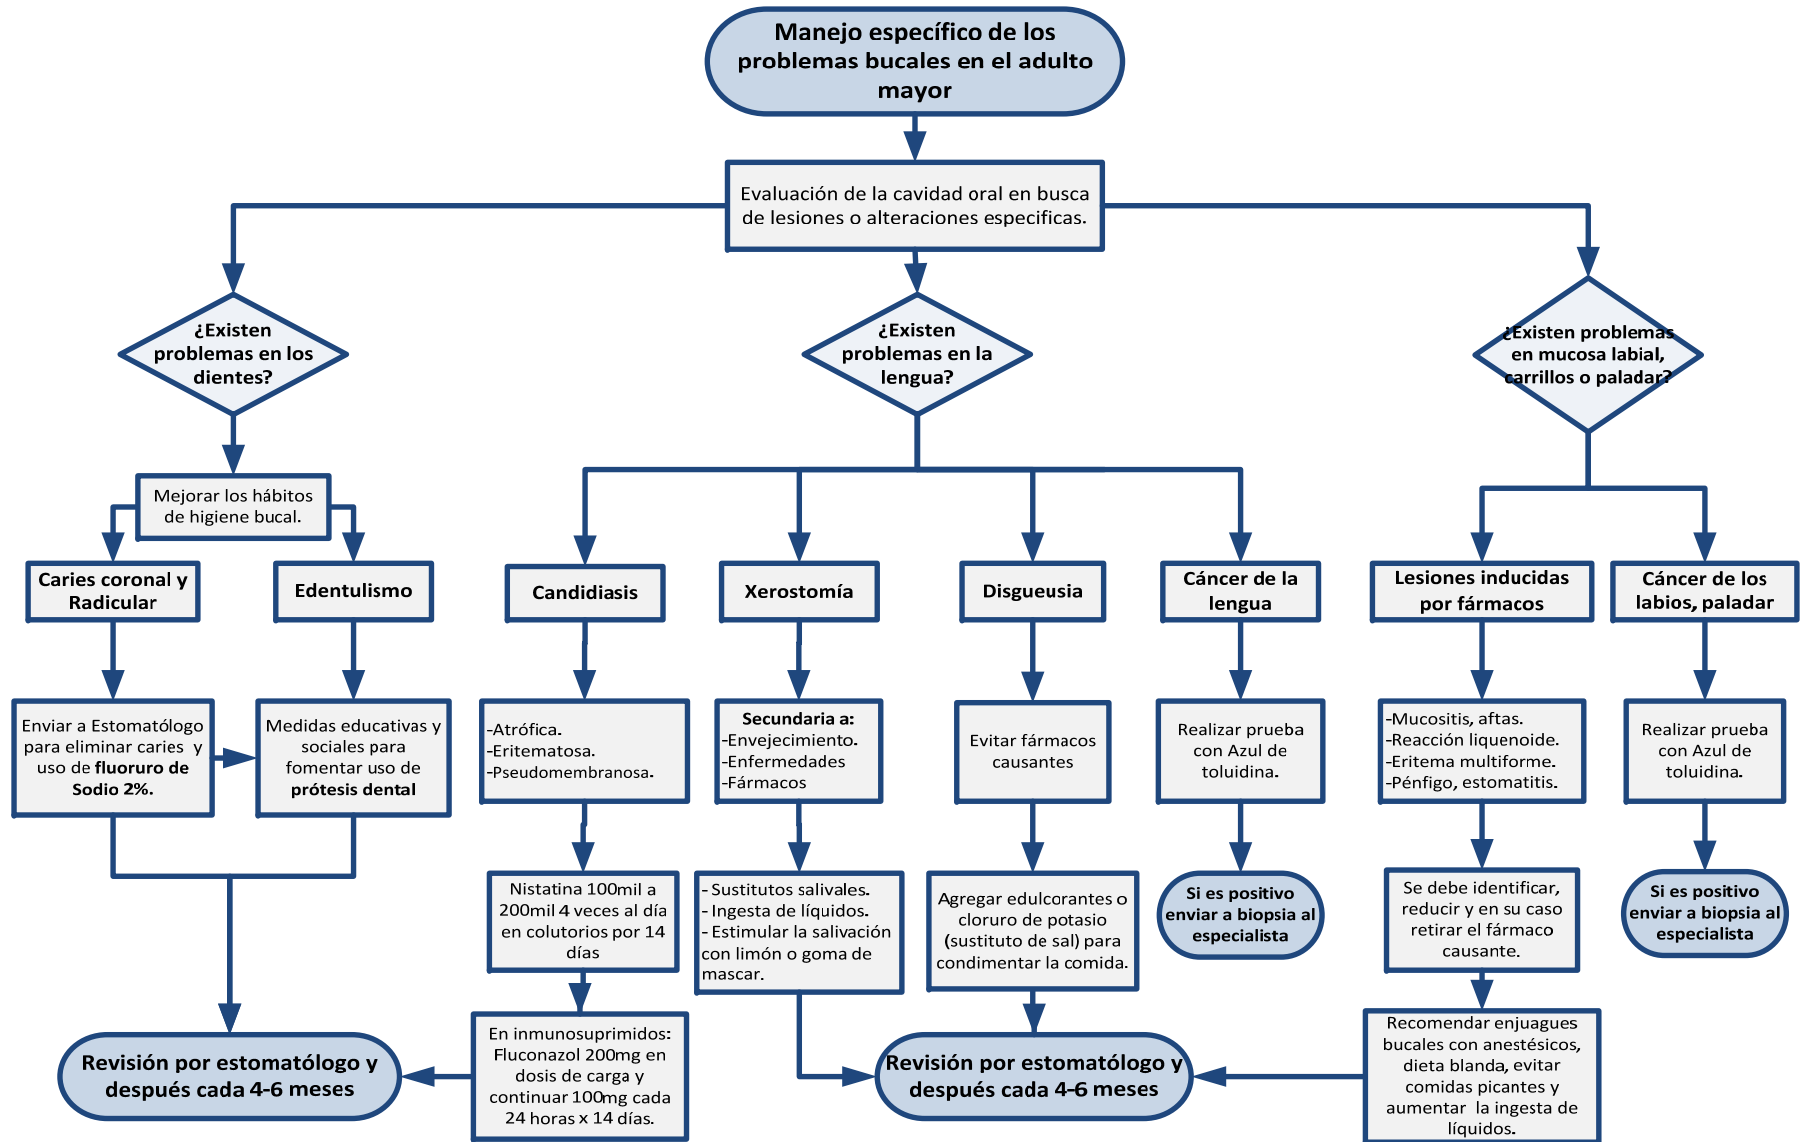 Manejo específico de los
problemas bucales en el adulto
mayor
Evaluación de la cavidad oral en busca
de lesiones o alteraciones especificas.
¿Existen
problemas en los
dientes?
¿Existen
problemas en la
lengua?
¿Existen problemas
en mucosa labial,
carrillos o paladar?
Mejorar los hábitos
de higiene bucal.
Caries coronal y
Radicular
Edentulismo
Candidiasis
Xerostomía
Disgueusia
Cáncer de la
lengua
Lesiones inducidas
por fármacos
Cáncer de los
labios, paladar
Enviar a Estomatólogo
para eliminar caries y
uso de fluoruro de
Sodio 2%.
Medidas educativas y
sociales para
fomentar uso de
prótesis dental
-Atrófica.
-Eritematosa.
-Pseudomembranosa.
Secundaria a:
-Envejecimiento.
-Enfermedades
-Fármacos
Evitar fármacos
causantes
Realizar prueba
con Azul de
toluidina.
-Mucositis, aftas.
-Reacción liquenoide.
-Eritema multiforme.
-Pénfigo, estomatitis.
Realizar prueba
con Azul de
toluidina.
Nistatina 100mil a
200mil 4 veces al día
en colutorios por 14
días
- Sustitutos salivales.
- Ingesta de líquidos.
- Estimular la salivación
con limón o goma de
mascar.
Agregar edulcorantes o
cloruro de potasio
(sustituto de sal) para
condimentar la comida.
Si es positivo
enviar a biopsia al
especialista
Se debe identificar,
reducir y en su caso
retirar el fármaco
causante.
Si es positivo
enviar a biopsia al
especialista
Revisión por estomatólogo y
después cada 4-6 meses
En inmunosuprimidos:
Fluconazol 200mg en
dosis de carga y
continuar 100mg cada
24 horas x 14 días.
Revisión por estomatólogo y
después cada 4-6 meses
Recomendar enjuagues
bucales con anestésicos,
dieta blanda, evitar
comidas picantes y
aumentar la ingesta de
líquidos.